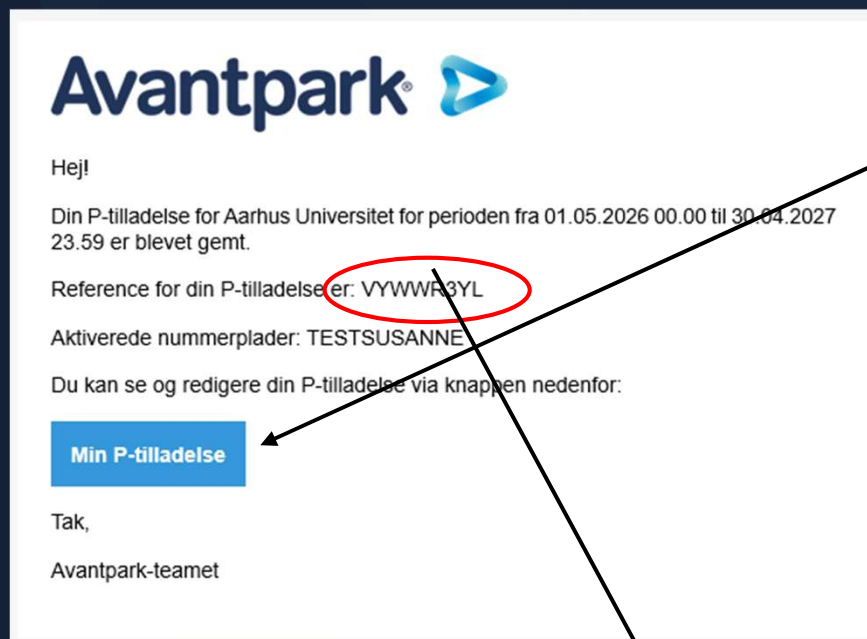 Avantpark®
Hej!
Din P-tilladelse for Aarhus Universitet for perioden fra 01.05.2026 00.00 til 30.04.2027
23.59 er blevet gemt.
Reference for din P-tilladelse er: VYWWR3YL
Aktiverede nummerplader: TESTSUSANNE
Du kan se og redigere din P-tilladelse via knappen nedenfor:
Min P-tilladelse
Tak,
Avantpark-teamet